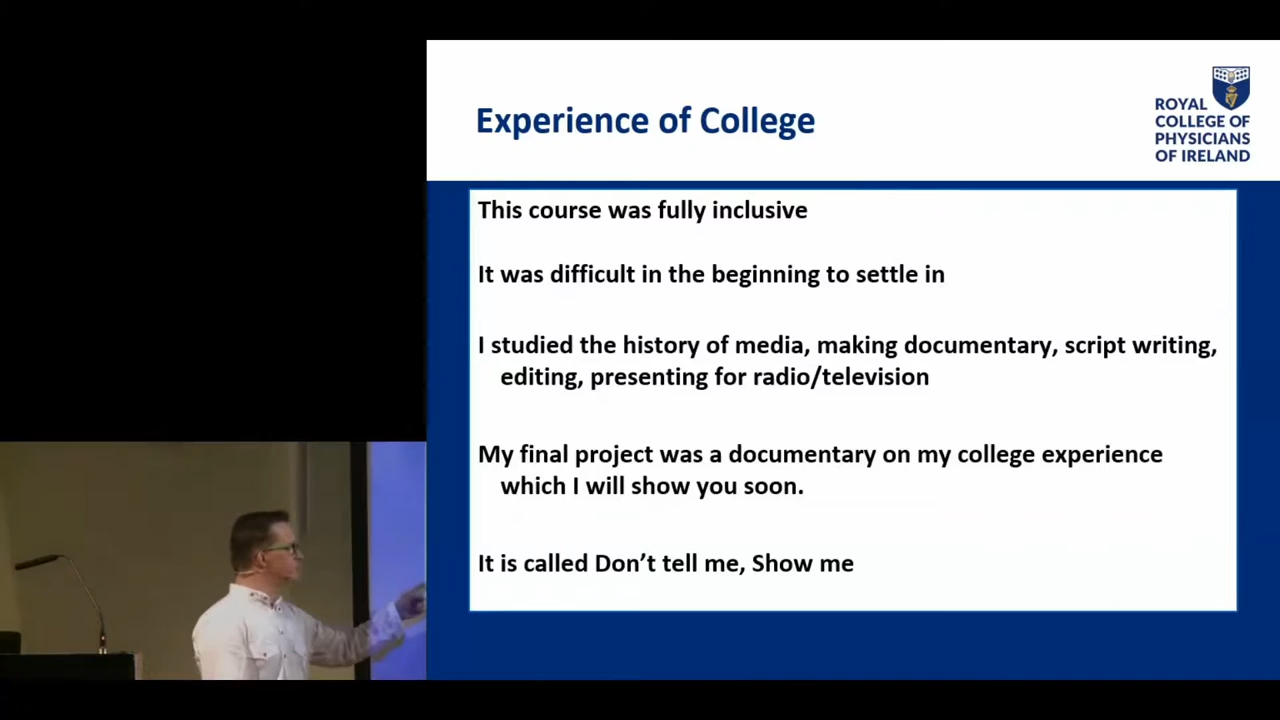 Experience of College
ROYAL
COLLEGE OF
PHYSICIANS
OF IRELAND
This course was fully inclusive
It was difficult in the beginning to settle in
I studied the history of media, making documentary, script writing,
editing, presenting for radio/television
My final project was a documentary on my college experience
which I will show you soon.
It is called Don’t tell me, Show me